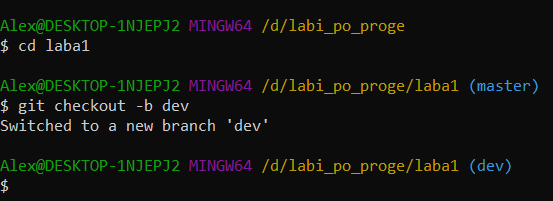 Alex@DESKTOP-1NJEPJ2 MINGW64 /d/labi_po_proge
$ cd laba1
Alex@DESKTOP-1NJEPJ2 MINGW64 /d/labi_po_proge/laba1 (master)
$ git checkout -b dev
Switched to a new branch 'dev'
Alex@DESKTOP-1NJEPJ2 MINGW64 /d/labi_po_proge/laba1 (dev)
$